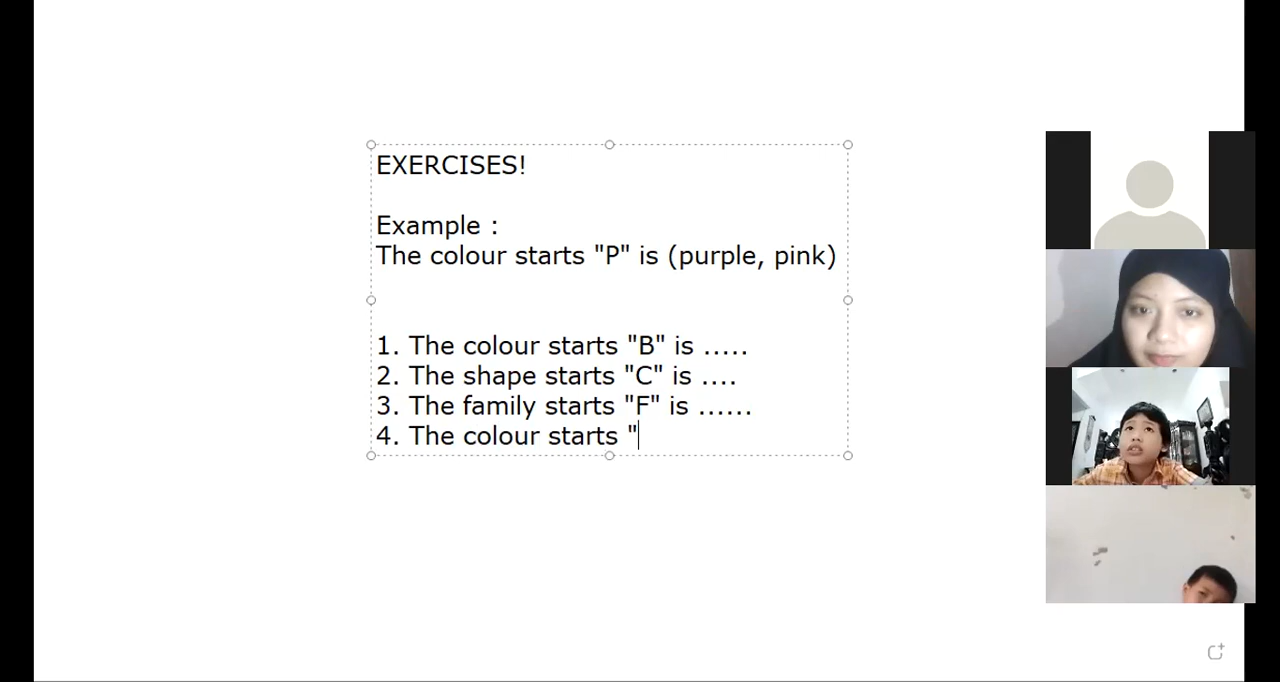 EXERCISES!
Example :
The colour starts "P" is (purple, pink)
1. The colour starts "B" is .....
2. The shape starts "C" is ....
3. The family starts "F" is ......
4. The colour starts "